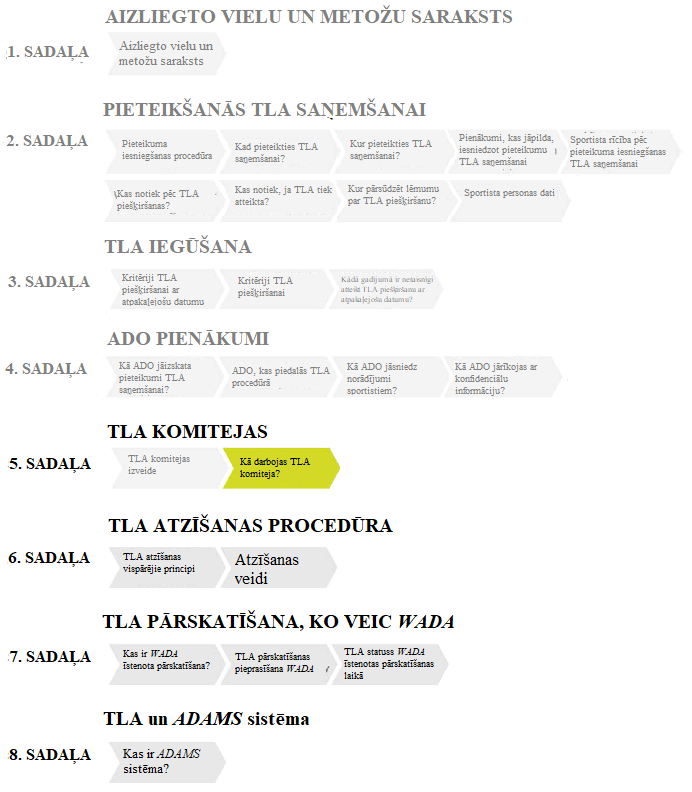 AIZLIEGTO VIELU UN METOŽU SARAKSTS
1. SADAĻA
Aizliegto vielu un
metožu saraksts
PIETEIKŠANĀS TLA SAŅEMŠANAI
2. SADAĻA
Pieteikuma
iesniegšanas procedūra
Kad pieteikties TLA
saņemšanai?
Kur pieteikties TLA
saņemšanai?
Pienākumi, kas jāpilda,
iesniedzot pieteikumu
TLA saņemšanai
Sportista rīcība pēc
pieteikuma iesniegšanas
TLA saņemšanai
Kas notiek pēc TLA
piešķiršanas?
Kas notiek, ja TLA tiek
atteikta?
Kur pārsūdzēt lēmumu
par TLA piešķiršanu?
Sportista personas dati
TLA IEGŪŠANA
3. SADAĻA
Kritēriji TLA
piešķiršanai ar
atpakaļejošu datumu
Kritēriji TLA
piešķiršanai
Kādā gadījumā ir netaisnīgi
atteikt TLA piešķiršanu ar
atpakaļejošu datumu?
ADO PIENĀKUMI
4. SADAĻA
Kā ADO jāizskata
pieteikumi TLA
saņemšanai?
ADO, kas piedalās TLA
procedūrā
Kā ADO jāsniedz
norādījumi
sportistiem?
Kā ADO jārīkojas ar
konfidenciālu
informāciju?
TLA KOMITEJAS
5. SADAĻA
TLA komitejas
izveide
Kā darbojas TLA
komiteja?
TLA ATZĪŠANAS PROCEDŪRA
6. SADAĻA
TLA atzīšanas
vispārējie principi
Atzīšanas
veidi
TLA PĀRSKATĪŠANA, KO VEIC WADA
7. SADAĻA
Kas ir WADA
īstenota pārskatīšana?
TLA pārskatīšanas
pieprasīšana WADA
TLA statuss WADA
īstenotas pārskatīšanas
laikā
TLA un ADAMS sistēma
8. SADAĻA
Kas ir ADAMS
sistēma?